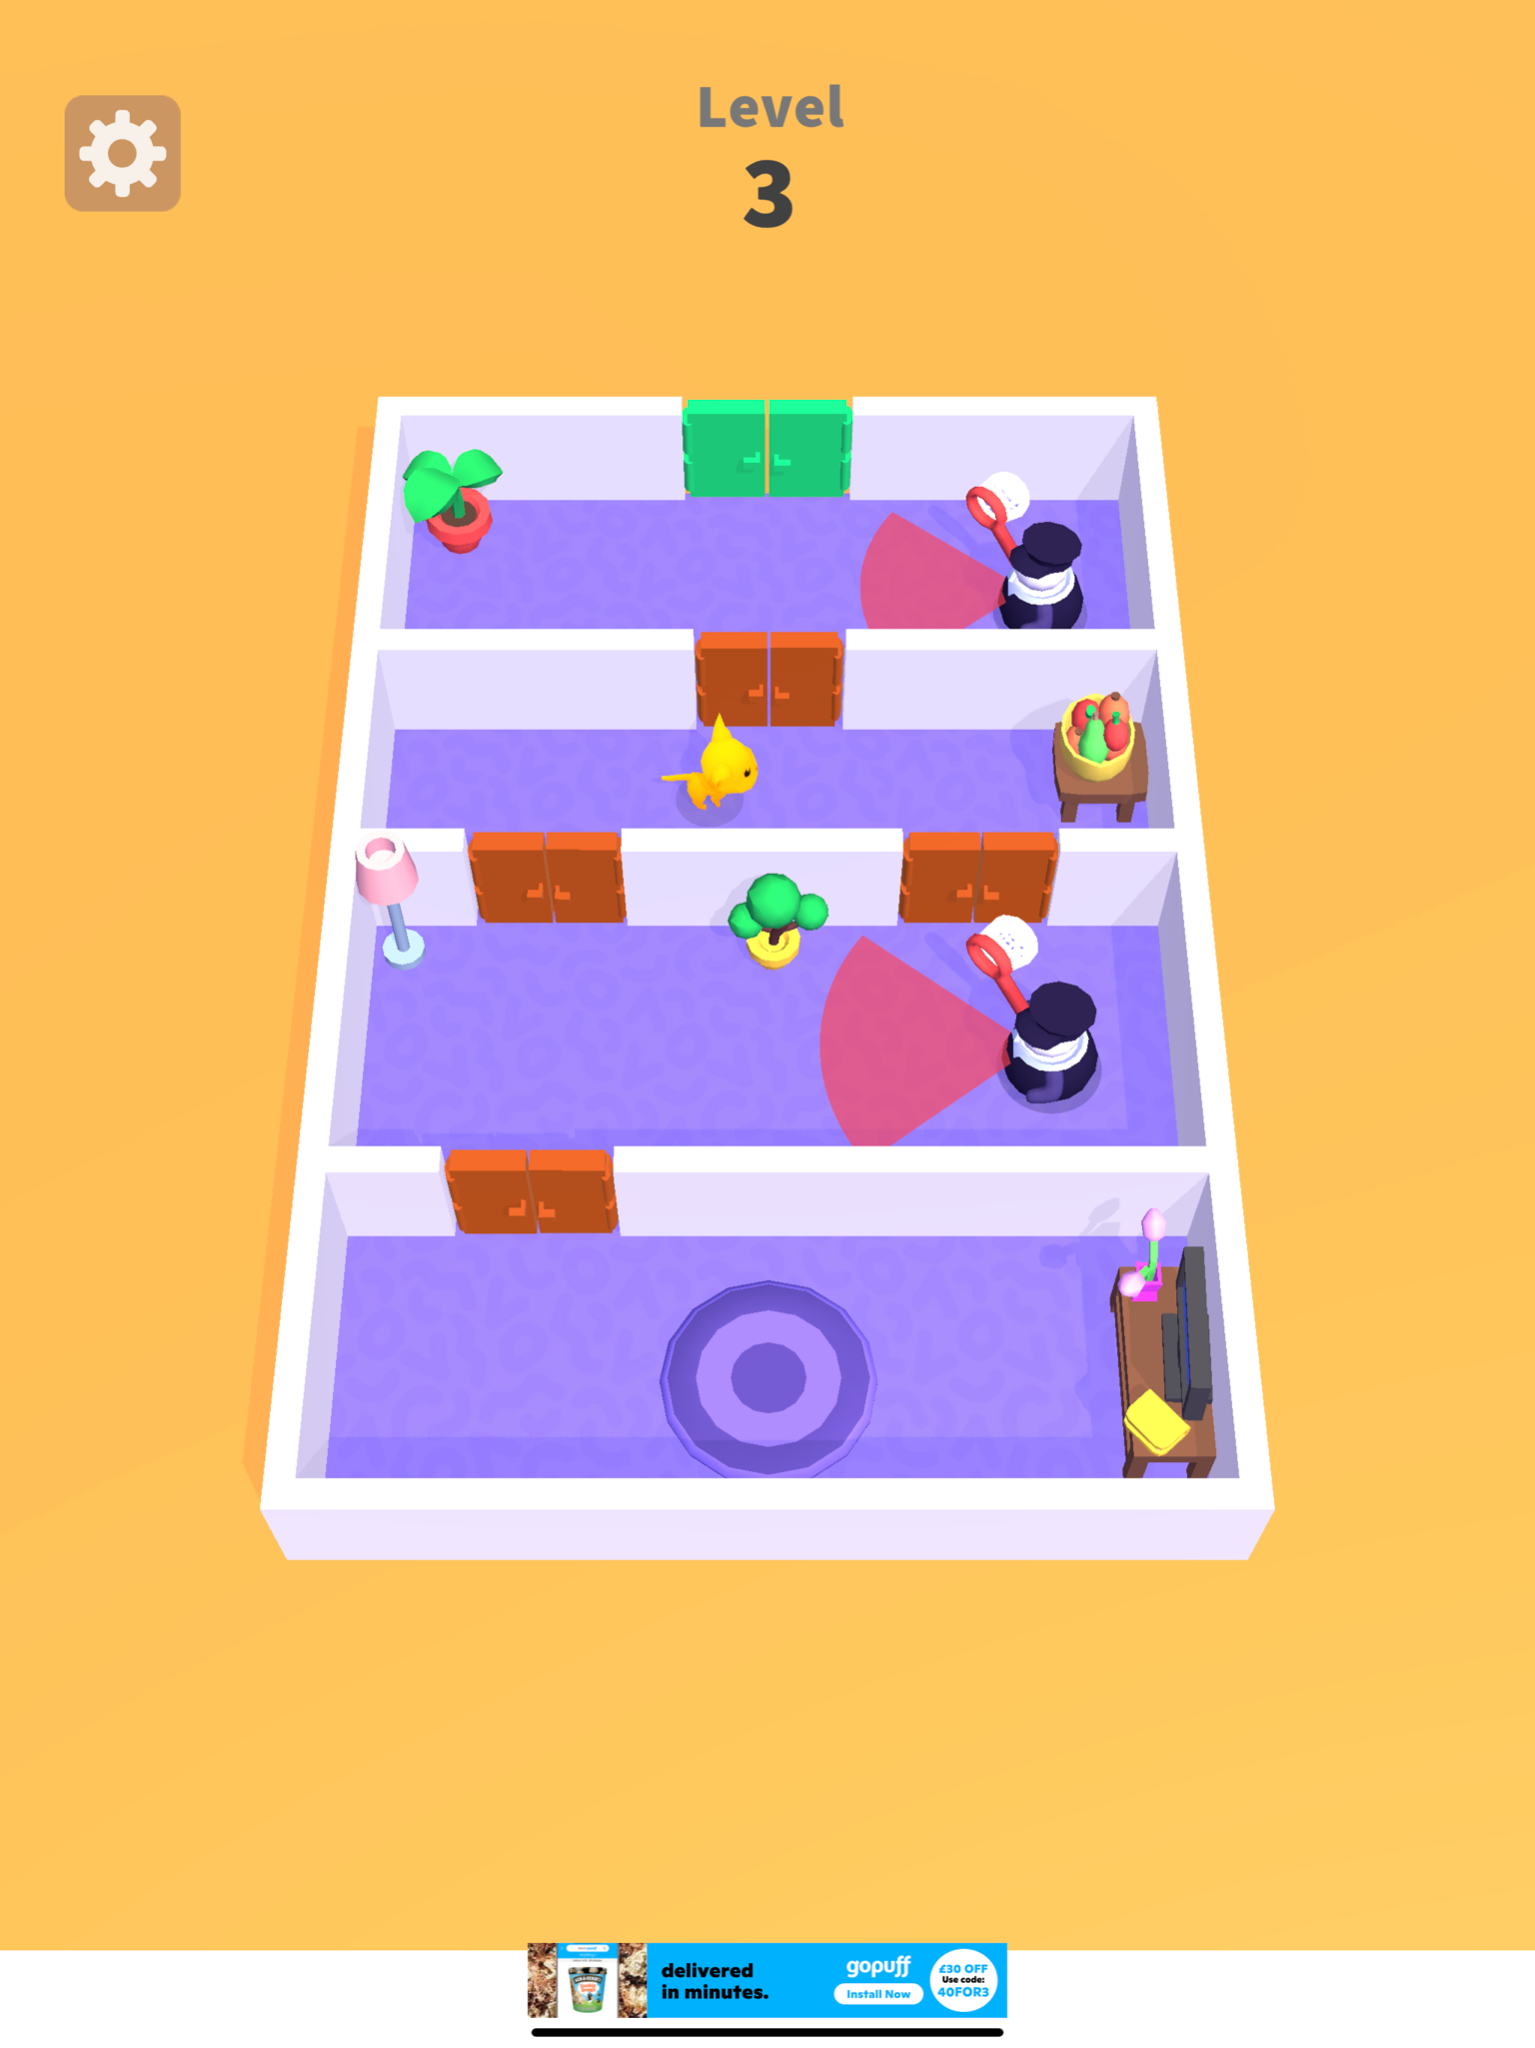 Level
3
delivered
in minutes.
gopuff
Install Now
£30 OFF
Use code:
40FOR3